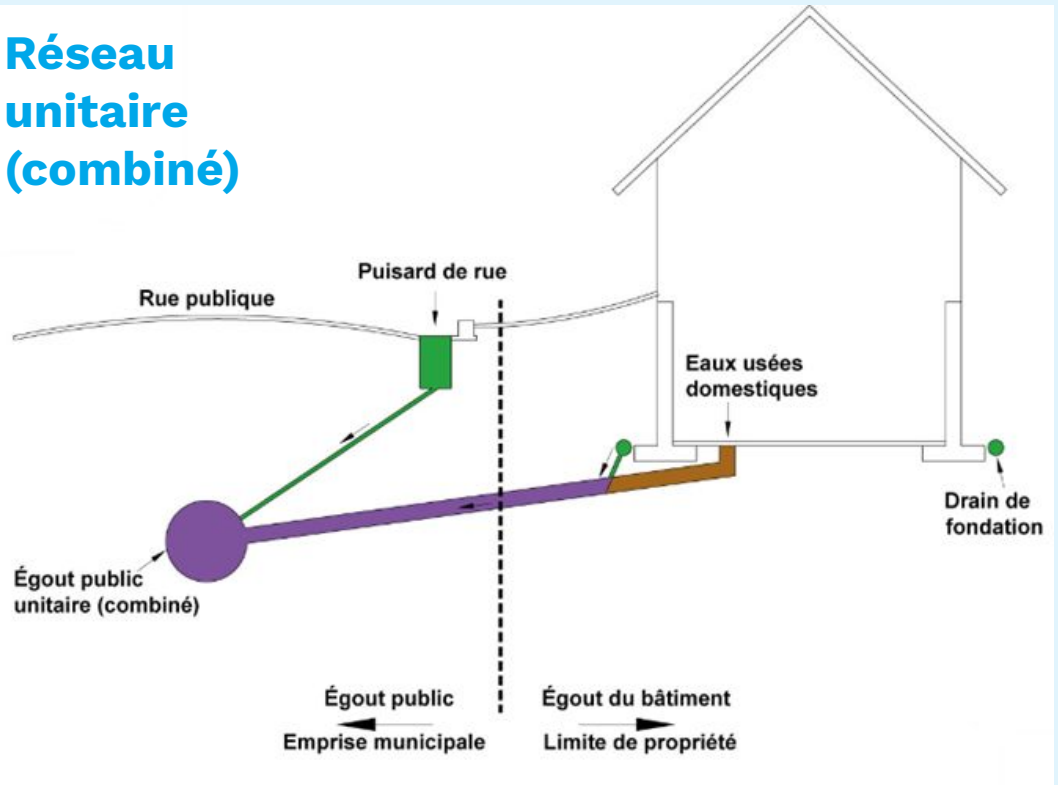 Réseau
unitaire
(combiné)
Puisard de rue
Rue publique
Eaux usées
domestiques
Drain de
fondation
Égout public
unitaire (combiné)
Égout public
Emprise municipale
Égout du bâtiment
Limite de propriété